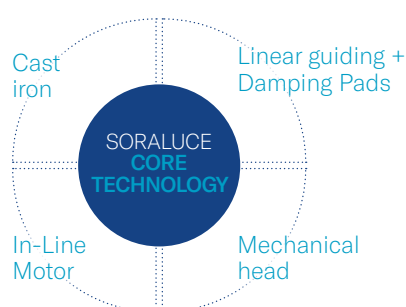 Cast
iron
Linear guiding +
Damping Pads
SORALUCE
CORE
TECHNOLOGY
In-Line
Motor
Mechanical
head